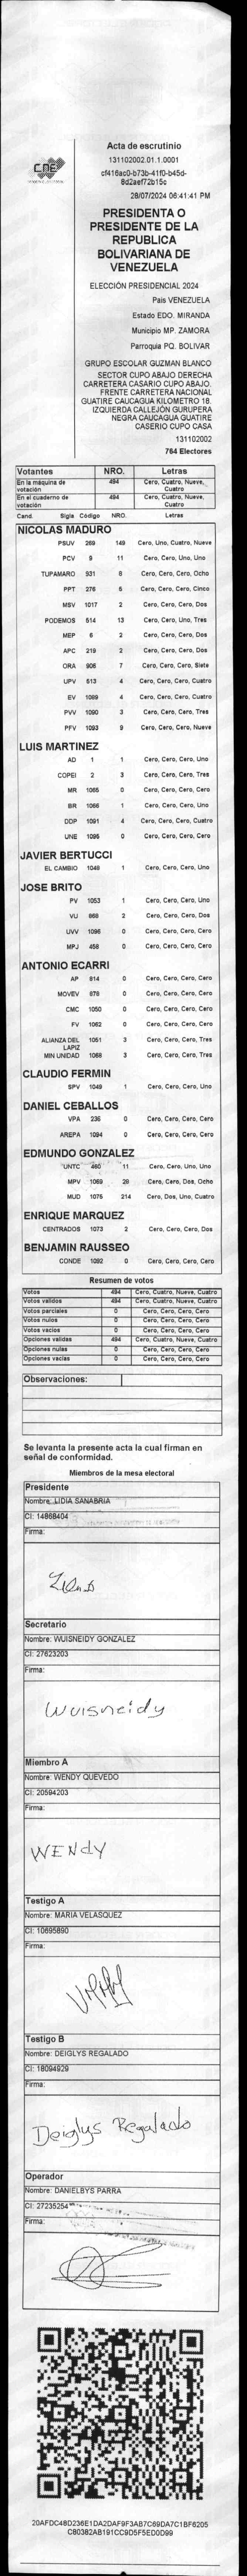 Acta de escrutinio
131102002.01.1.0001
cf416ac0-b73b-41f0-b45d-
8d2aef72b15c
28/07/2024 06:41:41 PM
CNE
PRESIDENTA O
PRESIDENTE DE LA
REPUBLICA
BOLIVARIANA DE
VENEZUELA
ELECCIÓN PRESIDENCIAL 2024
Pais VENEZUELA
Estado EDO. MIRANDA
Municipio MP. ZAMORA
Parroquia PQ. BOLIVAR
GRUPO ESCOLAR GUZMAN BLANCO
SECTOR CUPO ABAJO DERECHA
CARRETERA CASARIO CUPO ABAJO.
FRENTE CARRETERA NACIONAL
GUATIRE CAUCAGUA KILOMETRO 18.
IZQUIERDA CALLEJÓN GURUPERA
NEGRA CAUCAGUA GUATIRE
CASERIO CUPO CASA
131102002
764 Electores
Votantes NRO. Letras
En la máquina de votación 494 Cero, Cuatro, Nueve, Cuatro
En el cuaderno de votación 494 Cero, Cuatro, Nueve, Cuatro
Cand. Sigla Código NRO. Letras
NICOLAS MADURO
PSUV 269 149 Cero, Uno, Cuatro, Nueve
PCV 9 11 Cero, Cero, Uno, Uno
TUPAMARO 931 8 Cero, Cero, Cero, Ocho
PPT 276 5 Cero, Cero, Cero, Cinco
MSV 1017 2 Cero, Cero, Cero, Dos
PODEMOS 514 13 Cero, Cero, Uno, Tres
MEP 6 2 Cero, Cero, Cero, Dos
APC 219 2 Cero, Cero, Cero, Dos
ORA 906 7 Cero, Cero, Cero, Siete
UPV 513 4 Cero, Cero, Cero, Cuatro
EV 1089 4 Cero, Cero, Cero, Cuatro
PVV 1090 3 Cero, Cero, Cero, Tres
PFV 1093 9 Cero, Cero, Cero, Nueve
LUIS MARTINEZ
AD 1 1 Cero, Cero, Cero, Uno
COPEI 2 3 Cero, Cero, Cero, Tres
MR 1065 0 Cero, Cero, Cero, Cero
BR 1066 1 Cero, Cero, Cero, Uno
DDP 1091 4 Cero, Cero, Cero, Cuatro
UNE 1095 0 Cero, Cero, Cero, Cero
JAVIER BERTUCCI
EL CAMBIO 1048 1 Cero, Cero, Cero, Uno
JOSE BRITO
PV 1053 1 Cero, Cero, Cero, Uno
VU 868 2 Cero, Cero, Cero, Dos
UVV 1096 0 Cero, Cero, Cero, Cero
MPJ 458 0 Cero, Cero, Cero, Cero
ANTONIO ECARRI
AP 814 0 Cero, Cero, Cero, Cero
MOVEV 978 0 Cero, Cero, Cero, Cero
CMC 1050 0 Cero, Cero, Cero, Cero
FV 1062 0 Cero, Cero, Cero, Cero
ALIANZA DEL LAPIZ 1051 3 Cero, Cero, Cero, Tres
MIN UNIDAD 1068 3 Cero, Cero, Cero, Tres
CLAUDIO FERMIN
SPV 1049 1 Cero, Cero, Cero, Uno
DANIEL CEBALLOS
VPA 236 0 Cero, Cero, Cero, Cero
AREPA 1094 0 Cero, Cero, Cero, Cero
EDMUNDO GONZALEZ
UNTC 460 11 Cero, Cero, Uno, Uno
MPV 1069 28 Cero, Cero, Dos, Ocho
MUD 1075 214 Cero, Dos, Uno, Cuatro
ENRIQUE MARQUEZ
CENTRADOS 1073 2 Cero, Cero, Cero, Dos
BENJAMIN RAUSSEO
CONDE 1092 0 Cero, Cero, Cero, Cero
Resumen de votos
Votos 494 Cero, Cuatro, Nueve, Cuatro
Votos validos 494 Cero, Cuatro, Nueve, Cuatro
Votos parciales 0 Cero, Cero, Cero, Cero
Votos nulos 0 Cero, Cero, Cero, Cero
Votos vacios 0 Cero, Cero, Cero, Cero
Opciones validas 494 Cero, Cuatro, Nueve, Cuatro
Opciones nulas 0 Cero, Cero, Cero, Cero
Opciones vacias 0 Cero, Cero, Cero, Cero
Observaciones:
Se levanta la presente acta la cual firman en
señal de conformidad.
Miembros de la mesa electoral
Presidente
Nombre: LIDIA SANABRIA
CI: 14868404
Firma:
Secretario
Nombre: WUISNEIDY GONZALEZ
CI: 27623203
Firma:
Wuisneidy
Miembro A
Nombre: WENDY QUEVEDO
CI: 20594203
Firma:
WENdY
Testigo A
Nombre: MARIA VELASQUEZ
CI: 10695890
Firma:
Testigo B
Nombre: DEIGLYS REGALADO
CI: 18094929
Firma:
Deiglys Regalado
Operador
Nombre: DANIELBYS PARRA
CI: 27235254
Firma:
20AFDC48D236E1DA2DAF9F3AB7C69DA7C1BF6205
C80382AB191CC9D5F5ED0D99